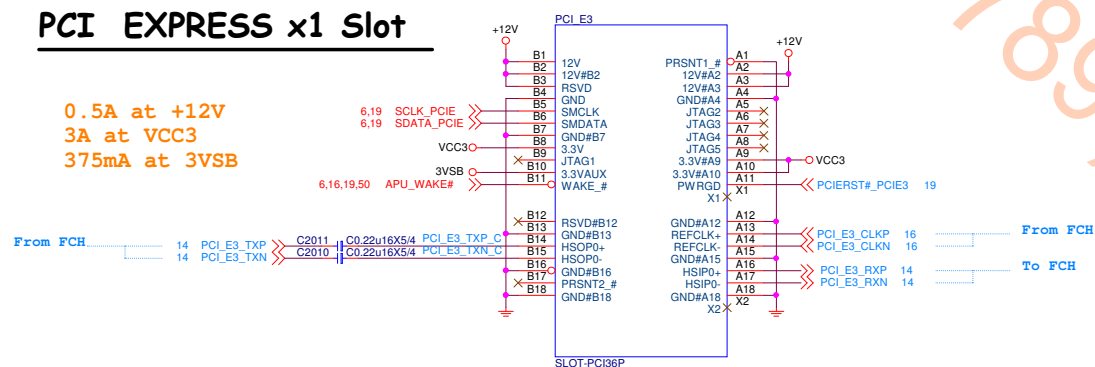 PCI EXPRESS x1 Slot
0.5A at +12V
3A at VCC3
375mA at 3VSB
PCI_E3
+12V
+12V
B1 12V
B2 12V#B2
B3 RSVD
B4 GND
6,19 SCLK_PCIE B5 SMCLK
6,19 SDATA_PCIE B6 SMDATA
B7 GND#B7
VCC3 B8 3.3V
B9 JTAG1
3VSB B10 3.3VAUX
6,16,19,50 APU_WAKE# B11 WAKE_#
B12 RSVD#B12
B13 GND#B13
From FCH 14 PCI_E3_TXP C2011 C0.22u16X5/4 PCI_E3_TXP_C B14 HSOP0+
14 PCI_E3_TXN C2010 C0.22u16X5/4 PCI_E3_TXN_C B15 HSOP0-
B16 GND#B16
B17 PRSNT2_#
B18 GND#B18
PRSNT1_# A1
12V#A2 A2
12V#A3 A3
GND#A4 A4
JTAG2 A5
JTAG3 A6
JTAG4 A7
JTAG5 A8
3.3V#A9 A9 VCC3
3.3V#A10 A10
PWRGD A11 PCIERST#_PCIE3 19
X1 X1
GND#A12 A12
REFCLK+ A13 PCI_E3_CLKP 16 From FCH
REFCLK- A14 PCI_E3_CLKN 16
GND#A15 A15
HSIP0+ A16 PCI_E3_RXP 14 To FCH
HSIP0- A17 PCI_E3_RXN 14
GND#A18 A18
X2 X2
SLOT-PCI36P